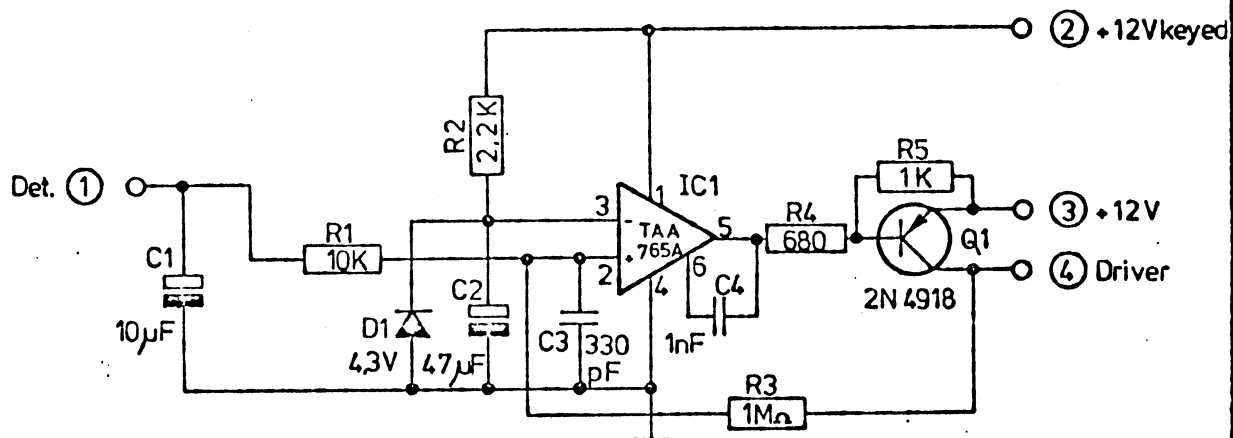 ② +12Vkeyed
R2
2,2K
Det. ①
R1
10K
C1
10µF
3
-
1
IC1
TAA
765A
+
2
5
6
4
R4
680
R5
1K
③ +12V
Q1
④ Driver
2N 4918
C2
47µF
D1
4,3V
C3
330
pF
C4
1nF
R3
1MΩ